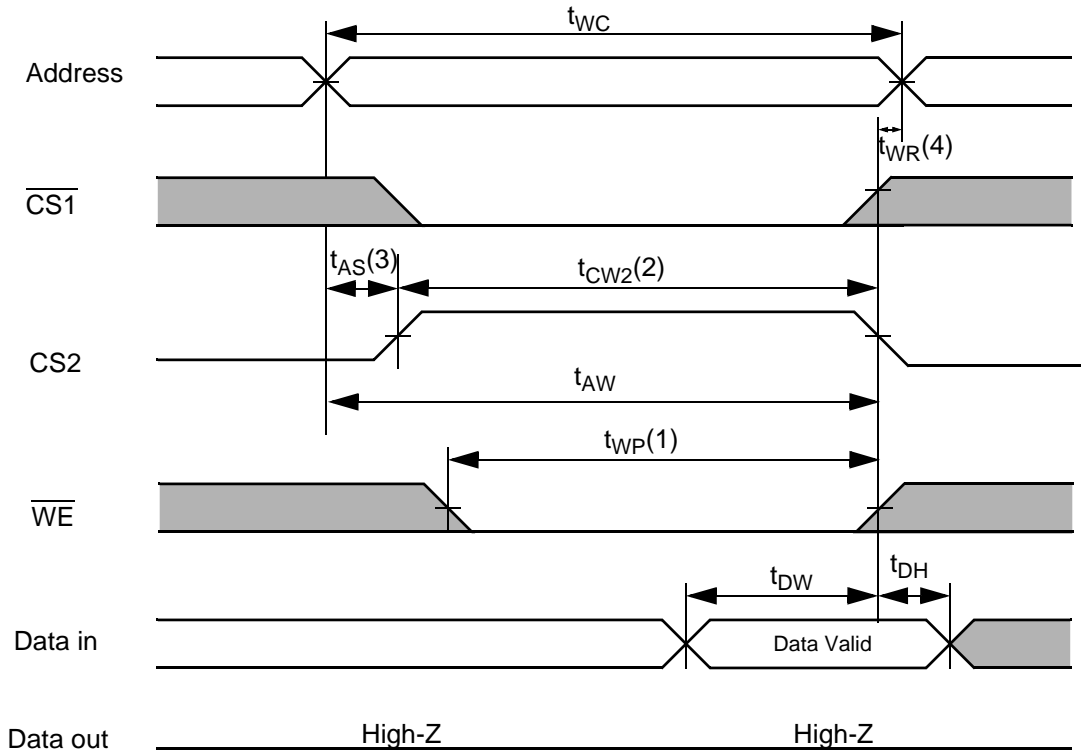 tWC
Address
tWR(4)
CS1
tAS(3)
tCW2(2)
CS2
tAW
tWP(1)
WE
tDW
tDH
Data in
Data Valid
Data out
High-Z
High-Z